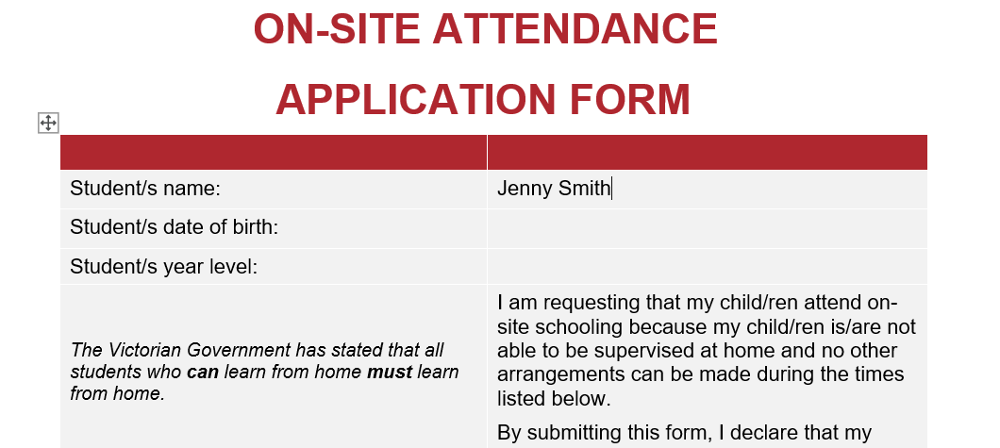 ON-SITE ATTENDANCE
APPLICATION FORM
Student/s name:
Jenny Smith
Student/s date of birth:
Student/s year level:
The Victorian Government has stated that all
students who can learn from home must learn
from home.
I am requesting that my child/ren attend on-
site schooling because my child/ren is/are not
able to be supervised at home and no other
arrangements can be made during the times
listed below.
By submitting this form, I declare that my